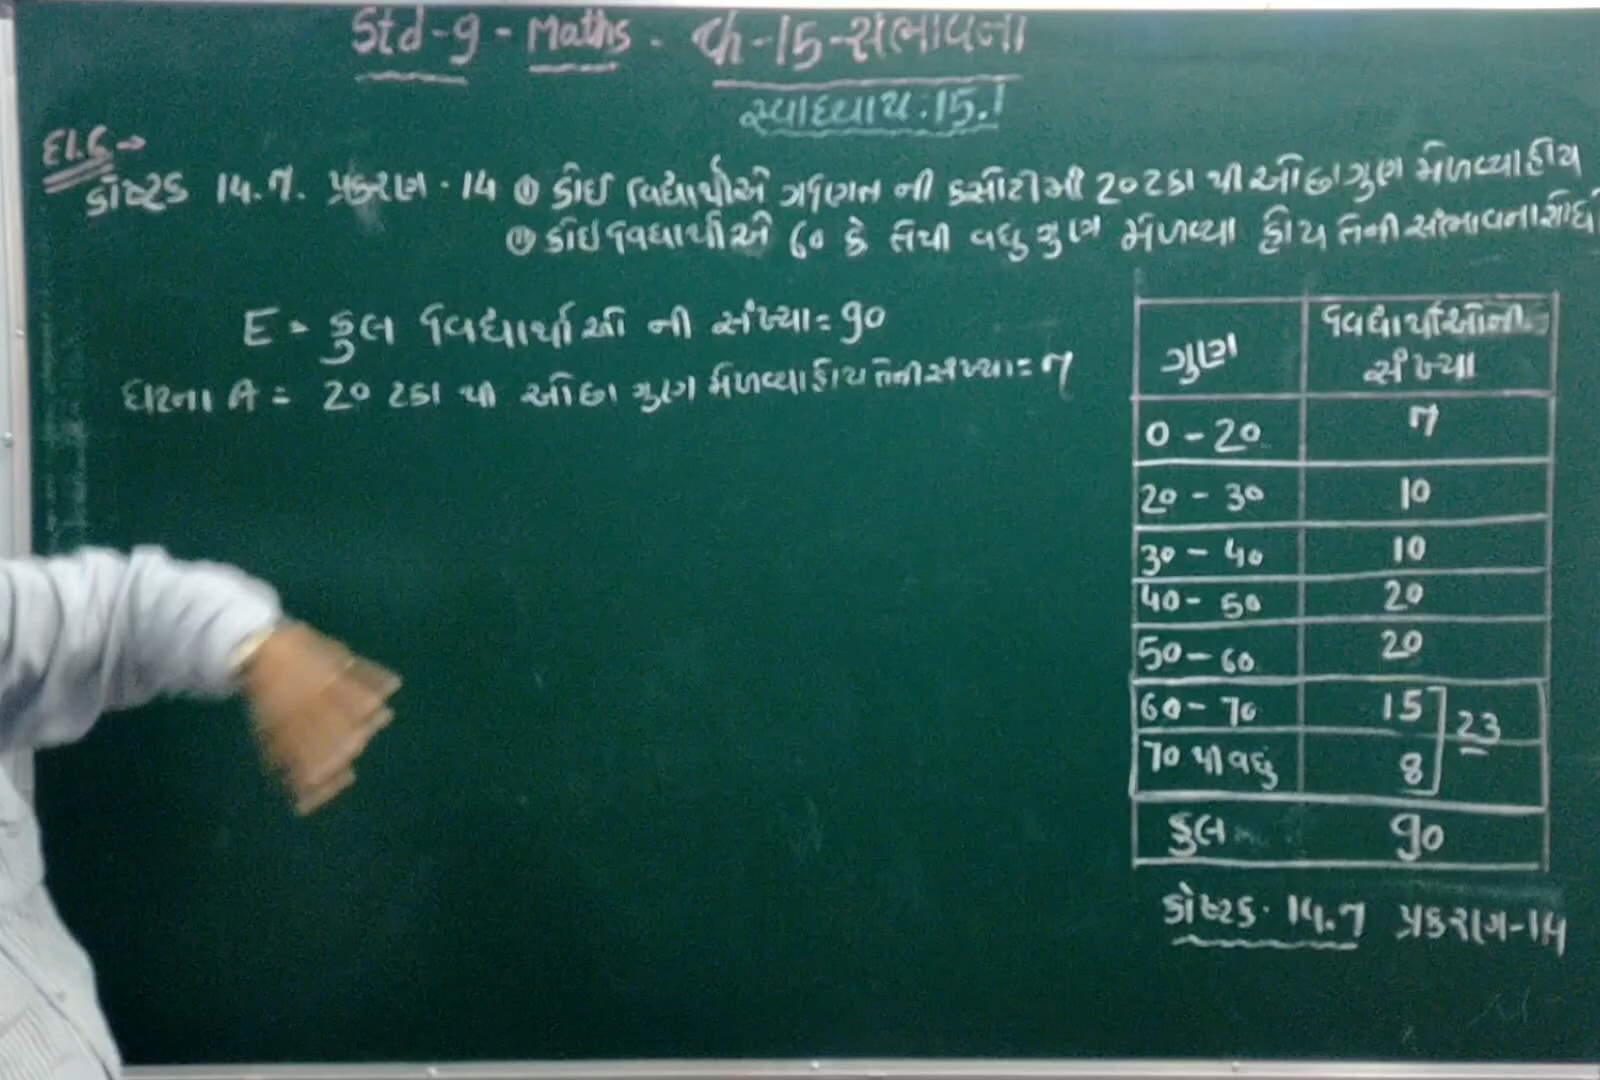 Std-9 - Maths - Ch-15-સંભાવના
સ્વાધ્યાય:15.1
દા.6→
કોષ્ટક 14.7. પ્રકરણ - 14 ① કોઈ વિદ્યાર્થીએ ગણિત ની કસોટીમાં 20 ટકા થી ઓછા ગુણ મેળવ્યા હોય
② કોઈ વિદ્યાર્થીએ 60 કે તેથી વધુ ગુણ મેળવ્યા હોય તેની સંભાવના શોધો
E = કુલ વિદ્યાર્થીઓ ની સંખ્યા = 90
ઘટના A = 20 ટકા થી ઓછા ગુણ મેળવ્યા હોય તેની સંખ્યા = 7
ગુણ વિદ્યાર્થીઓની સંખ્યા
0 - 20 7
20 - 30 10
30 - 40 10
40 - 50 20
50 - 60 20
60 - 70 15
23
70 થી વધુ 8
કુલ 90
કોષ્ટક. 14.7 પ્રકરણ-14